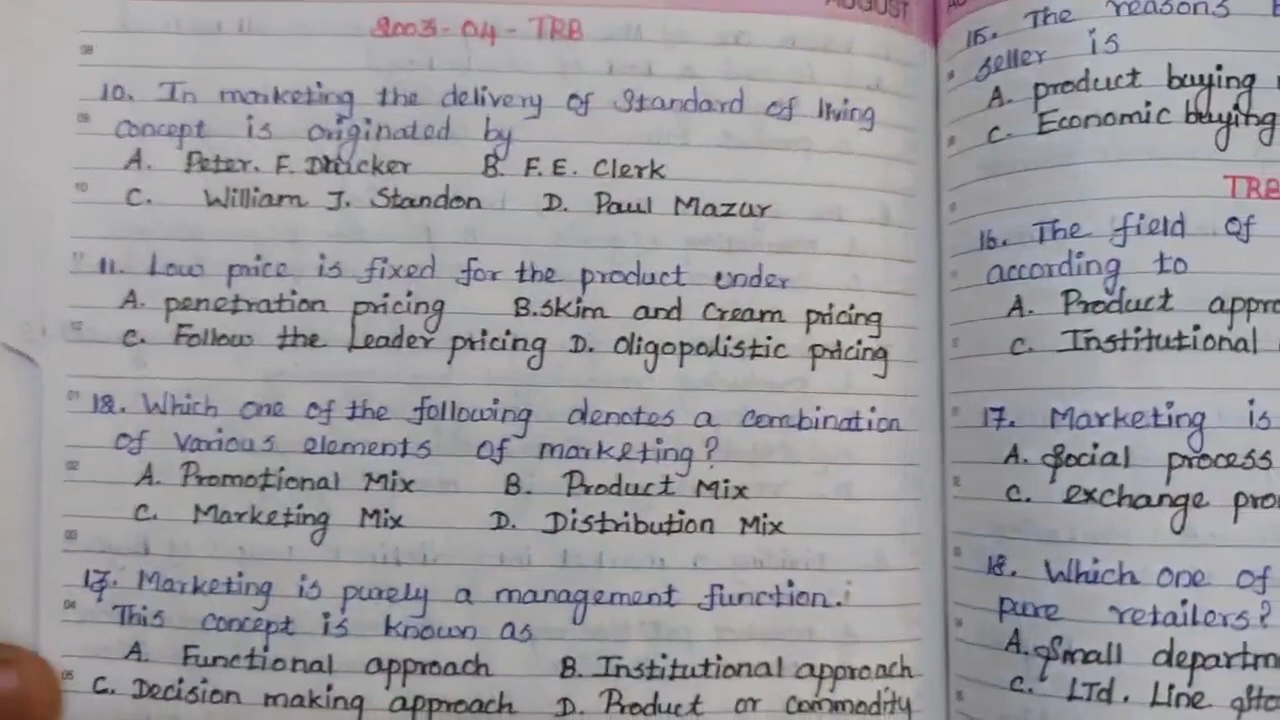 AUGUST
2003-04-TRB
10. In marketing the delivery of Standard of living
concept is originated by
A. Peter. F. Drucker B. F.E. Clerk
C. William J. Standon D. Paul Mazur
11. Low price is fixed for the product under
A. penetration pricing B. Skim and Cream pricing
C. Follow the Leader pricing D. Oligopolistic pricing
12. Which one of the following denotes a combination
of various elements of marketing?
A. Promotional Mix B. Product Mix
C. Marketing Mix D. Distribution Mix
13. Marketing is purely a management function.
This concept is known as
A. Functional approach B. Institutional approach
C. Decision making approach D. Product or commodity
15. The reasons
seller is
A. product buying
C. Economic buying
TRB
16. The field of
according to
A. Product appr
C. Institutional
17. Marketing is
A. Social process
C. exchange pro
18. Which one of
pure retailers?
A. Small departm
C. LTD. Line